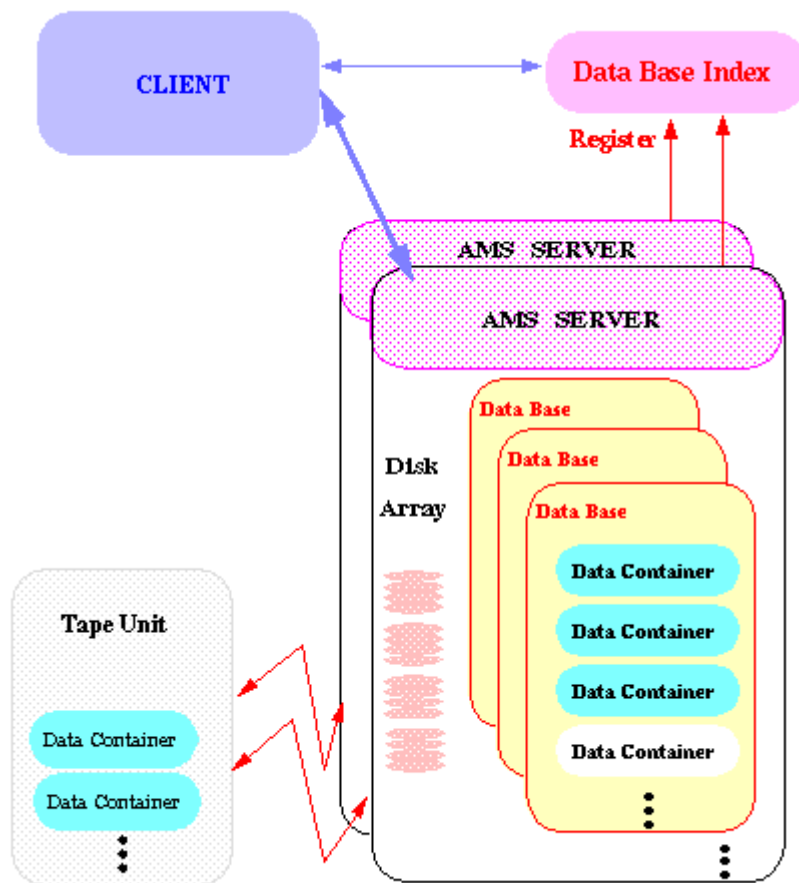 CLIENT
Data Base Index
Register
AMS SERVER
AMS SERVER
Data Base
Data Base
Data Base
Disk
Array
Data Container
Data Container
Data Container
Data Container
Tape Unit
Data Container
Data Container